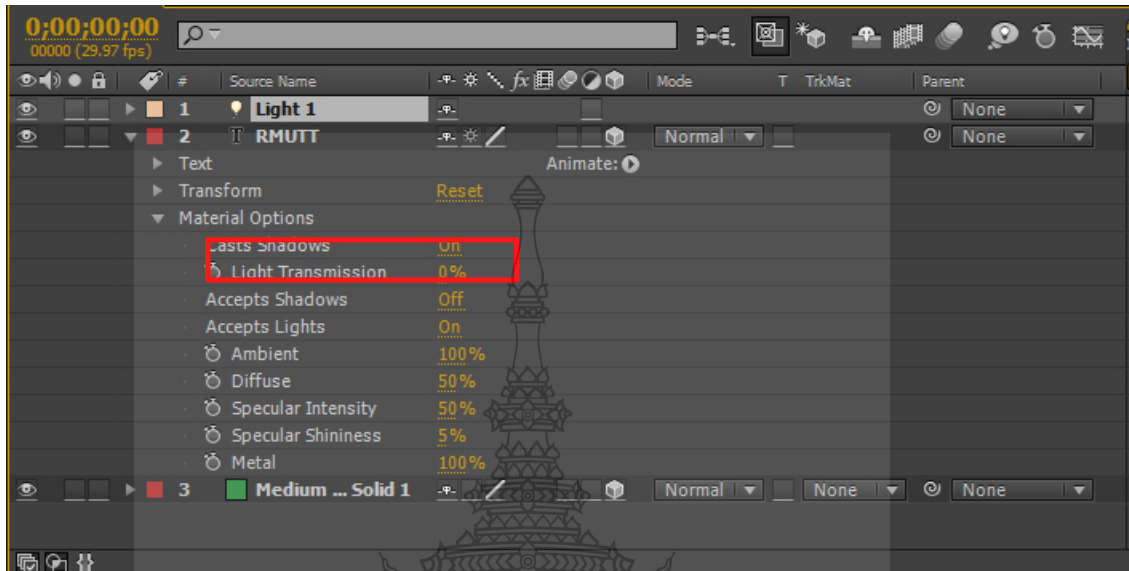 0;00;00;00
00000 (29.97 fps)
# Source Name fx Mode T TrkMat Parent
1 Light 1 None
2 T RMUTT Normal None
Text Animate:
Transform Reset
Material Options
Casts Shadows On
Light Transmission 0%
Accepts Shadows Off
Accepts Lights On
Ambient 100%
Diffuse 50%
Specular Intensity 50%
Specular Shininess 5%
Metal 100%
3 Medium ... Solid 1 Normal None None